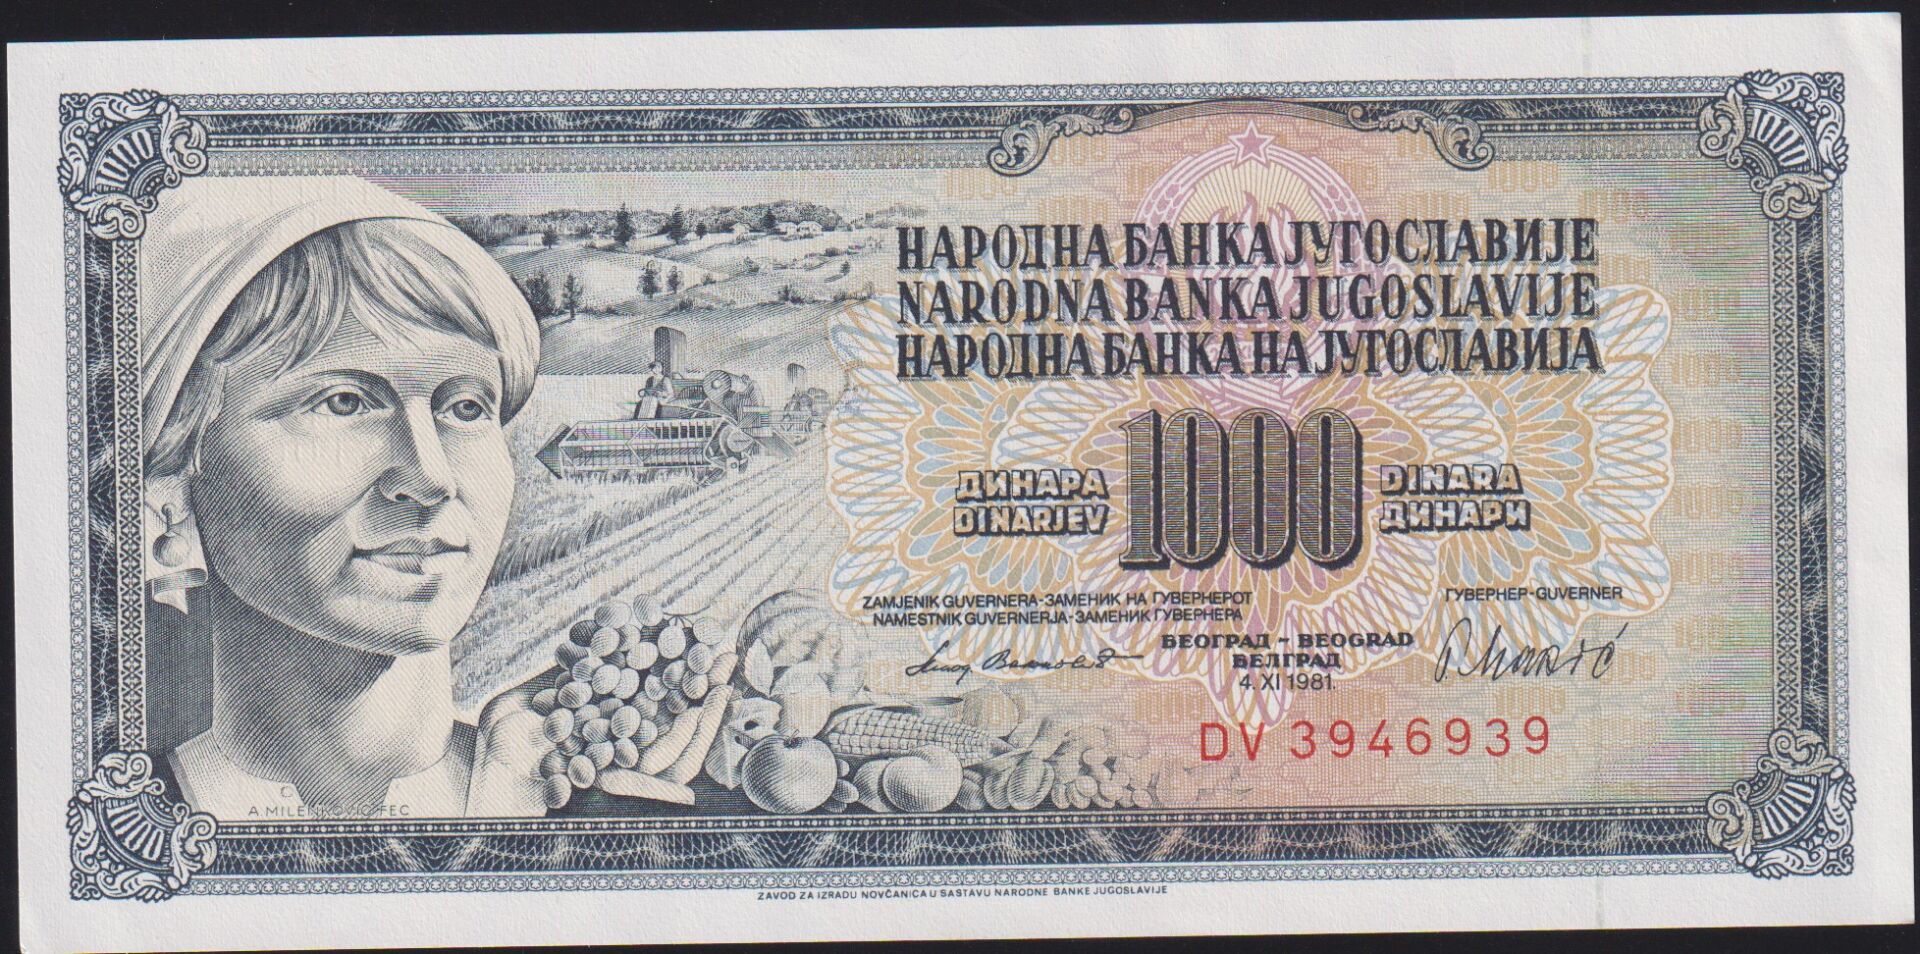 НАРОДНА БАНКА ЈУГОСЛАВИЈЕ
NARODNA BANKA JUGOSLAVIJE
НАРОДНА БАНКА НА ЈУГОСЛАВИЈА
ДИНАРА
DINARJEV
1000
DINARA
ДИНАРИ
ZAMJENIK GUVERNERA-ЗАМЕНИК НА ГУВЕРНЕРОТ
NAMESTNIK GUVERNERJA-ЗАМЕНИК ГУВЕРНЕРА
ГУВЕРНЕР-GUVERNER
БЕОГРАД - BEOGRAD
БЕЛГРАД
4. XI 1981.
DV 3946939
A.MILENKOVIĆ FEC
ZAVOD ZA IZRADU NOVČANICA U SASTAVU NARODNE BANKE JUGOSLAVIJE